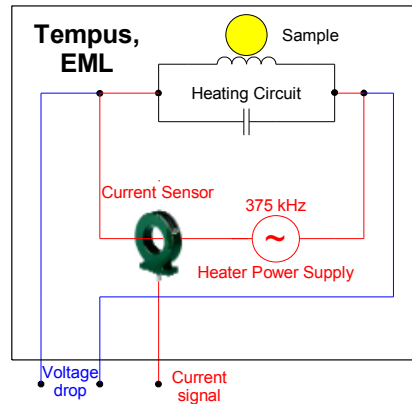 Tempus,
EML
Sample
Heating Circuit
Current Sensor
375 kHz
~
Heater Power Supply
Voltage
drop
Current
signal